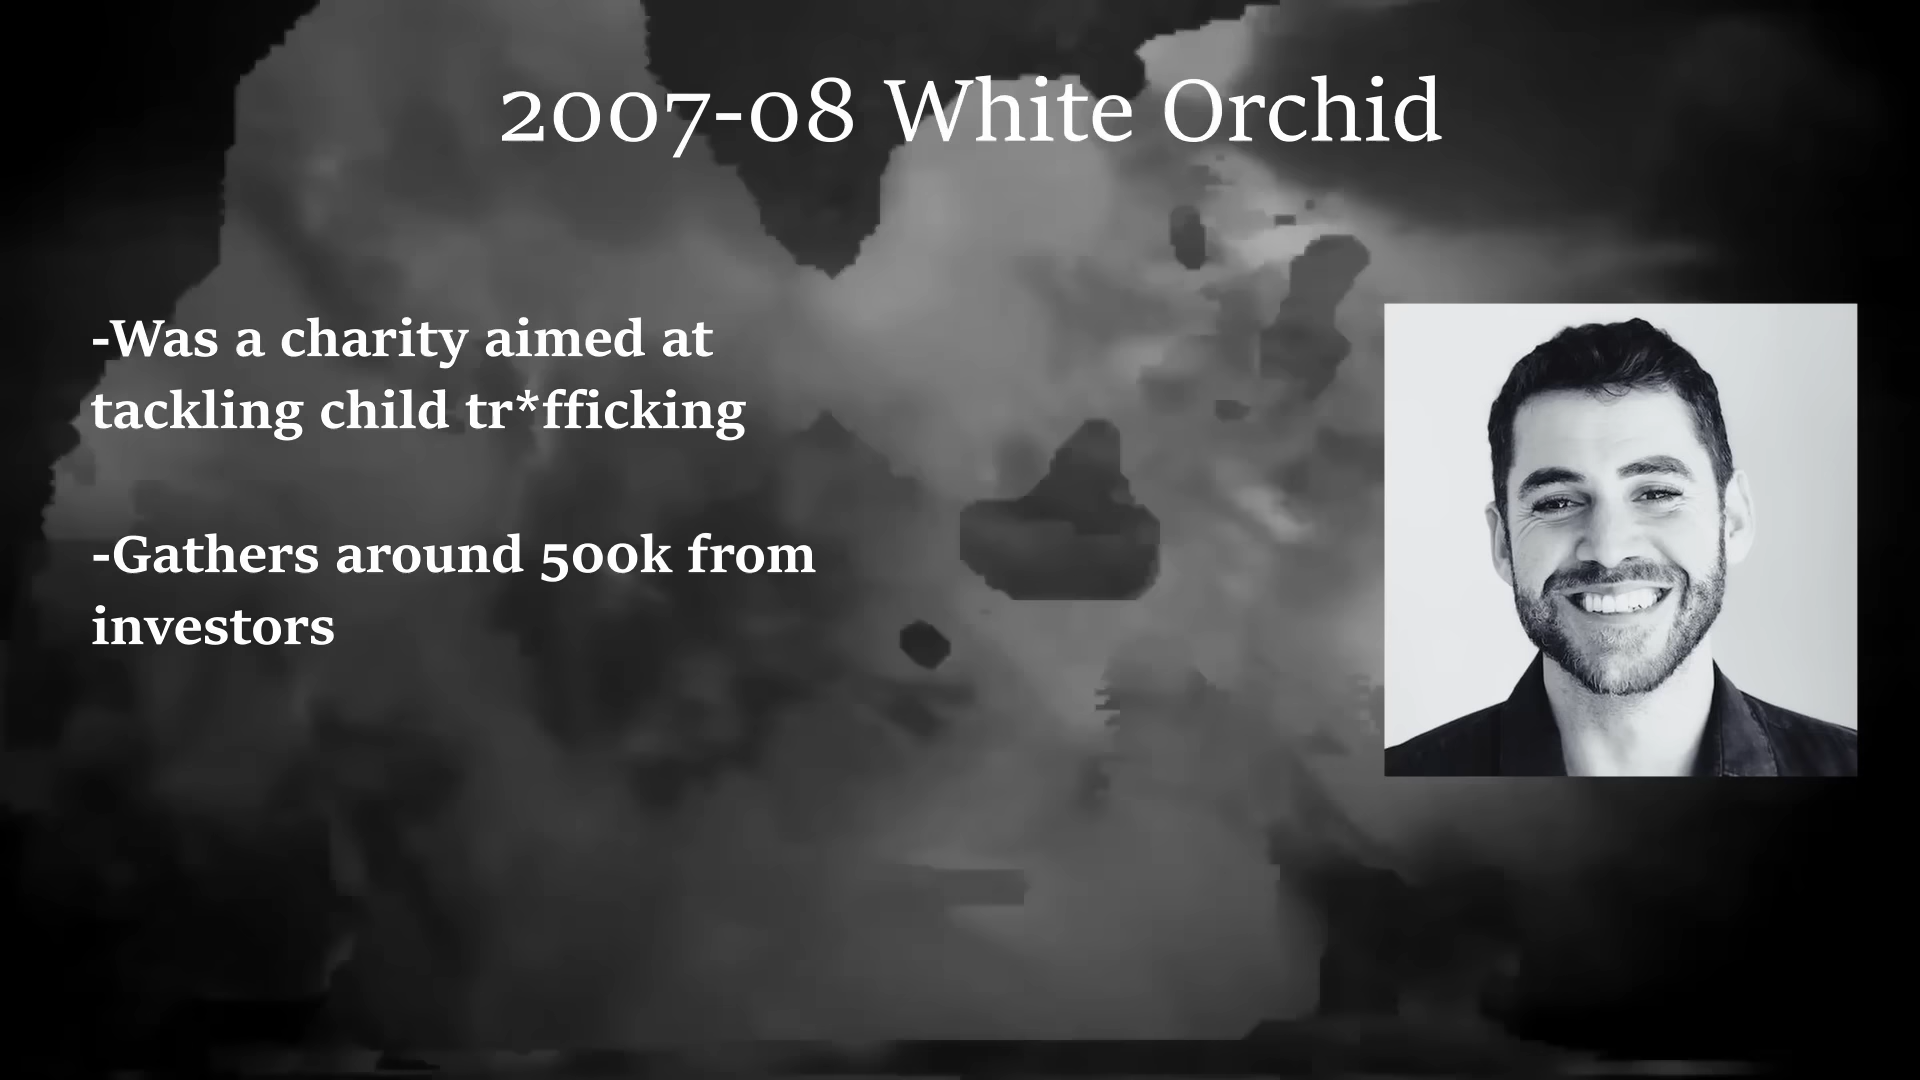 2007-08 White Orchid
-Was a charity aimed at
tackling child tr*fficking
-Gathers around 500k from
investors